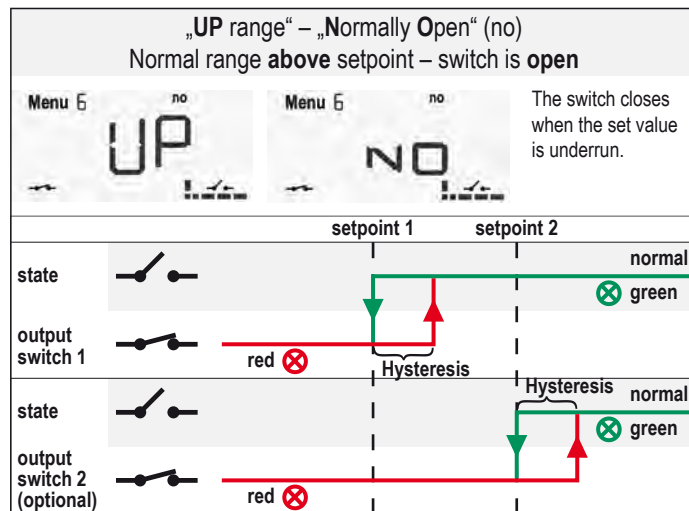 „UP range“ – „Normally Open“ (no)
Normal range above setpoint – switch is open
Menu 6 no
UP
Menu 6 no
NO
The switch closes
when the set value
is underrun.
setpoint 1 setpoint 2
state
normal
green
output
switch 1
red
Hysteresis
Hysteresis
state
normal
green
output
switch 2
(optional)
red